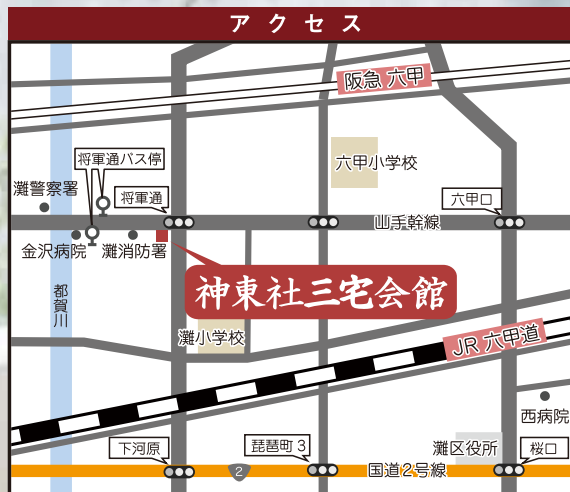 アクセス
阪急 六甲
将軍通バス停
六甲小学校
灘警察署
将軍通
六甲口
山手幹線
金沢病院
灘消防署
神東社三宅会館
都賀川
灘小学校
JR 六甲道
西病院
下河原
琵琶町3
灘区役所
桜口
2
国道2号線